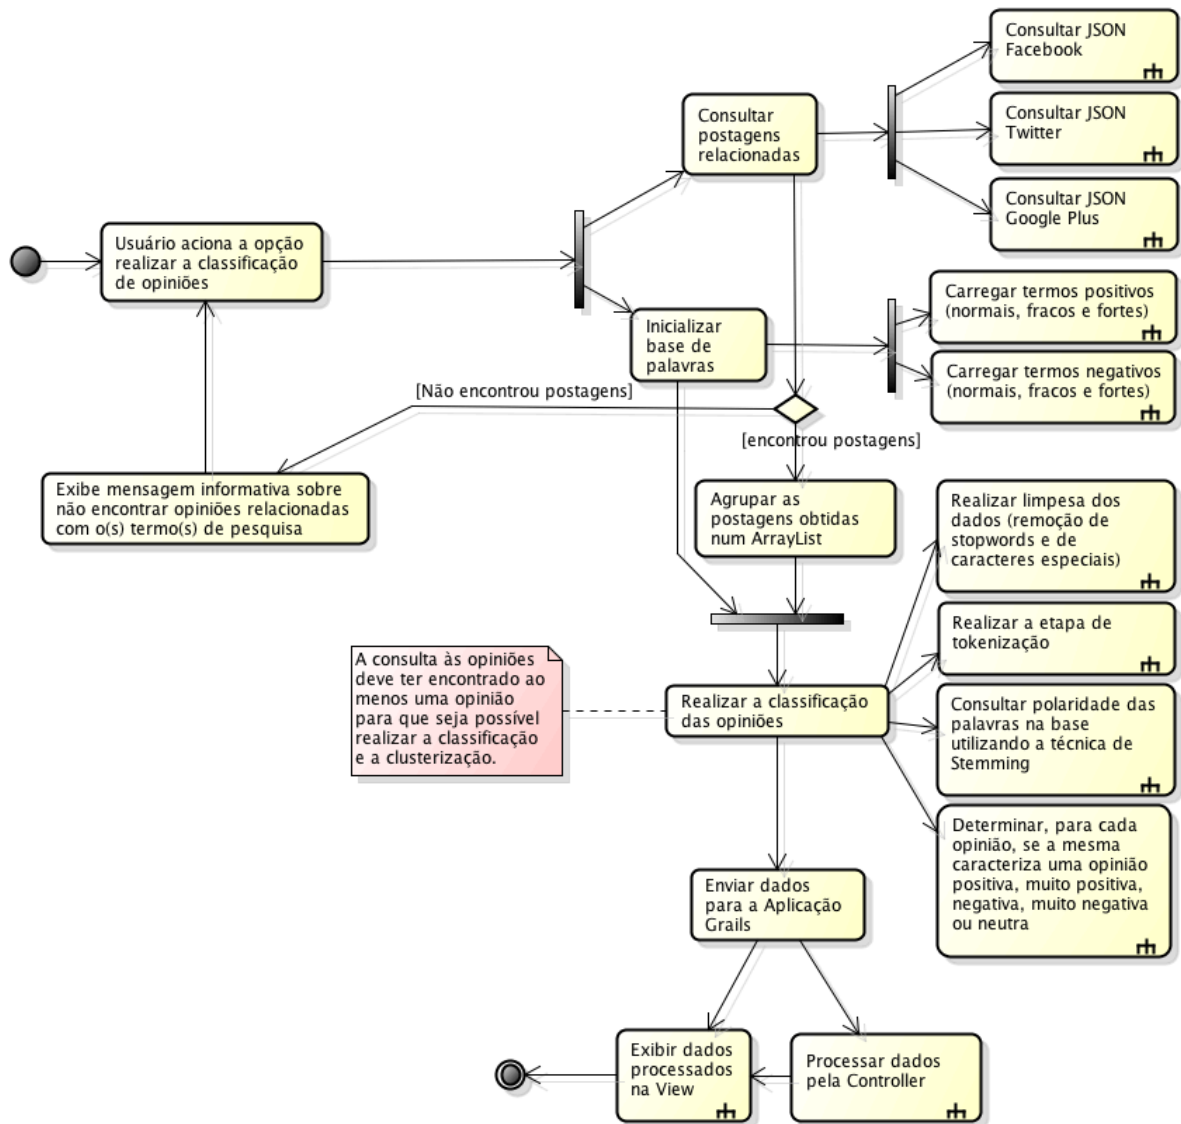 Consultar JSON
Facebook
Consultar
postagens
relacionadas
Consultar JSON
Twitter
Consultar JSON
Google Plus
Usuário aciona a opção
realizar a classificação
de opiniões
Carregar termos positivos
(normais, fracos e fortes)
Inicializar
base de
palavras
Carregar termos negativos
(normais, fracos e fortes)
[Não encontrou postagens]
[encontrou postagens]
Exibe mensagem informativa sobre
não encontrar opiniões relacionadas
com o(s) termo(s) de pesquisa
Agrupar as
postagens obtidas
num ArrayList
Realizar limpesa dos
dados (remoção de
stopwords e de
caracteres especiais)
Realizar a etapa de
tokenização
A consulta às opiniões
deve ter encontrado ao
menos uma opinião
para que seja possível
realizar a classificação
e a clusterização.
Realizar a classificação
das opiniões
Consultar polaridade das
palavras na base
utilizando a técnica de
Stemming
Determinar, para cada
opinião, se a mesma
caracteriza uma opinião
positiva, muito positiva,
negativa, muito negativa
ou neutra
Enviar dados
para a Aplicação
Grails
Exibir dados
processados
na View
Processar dados
pela Controller